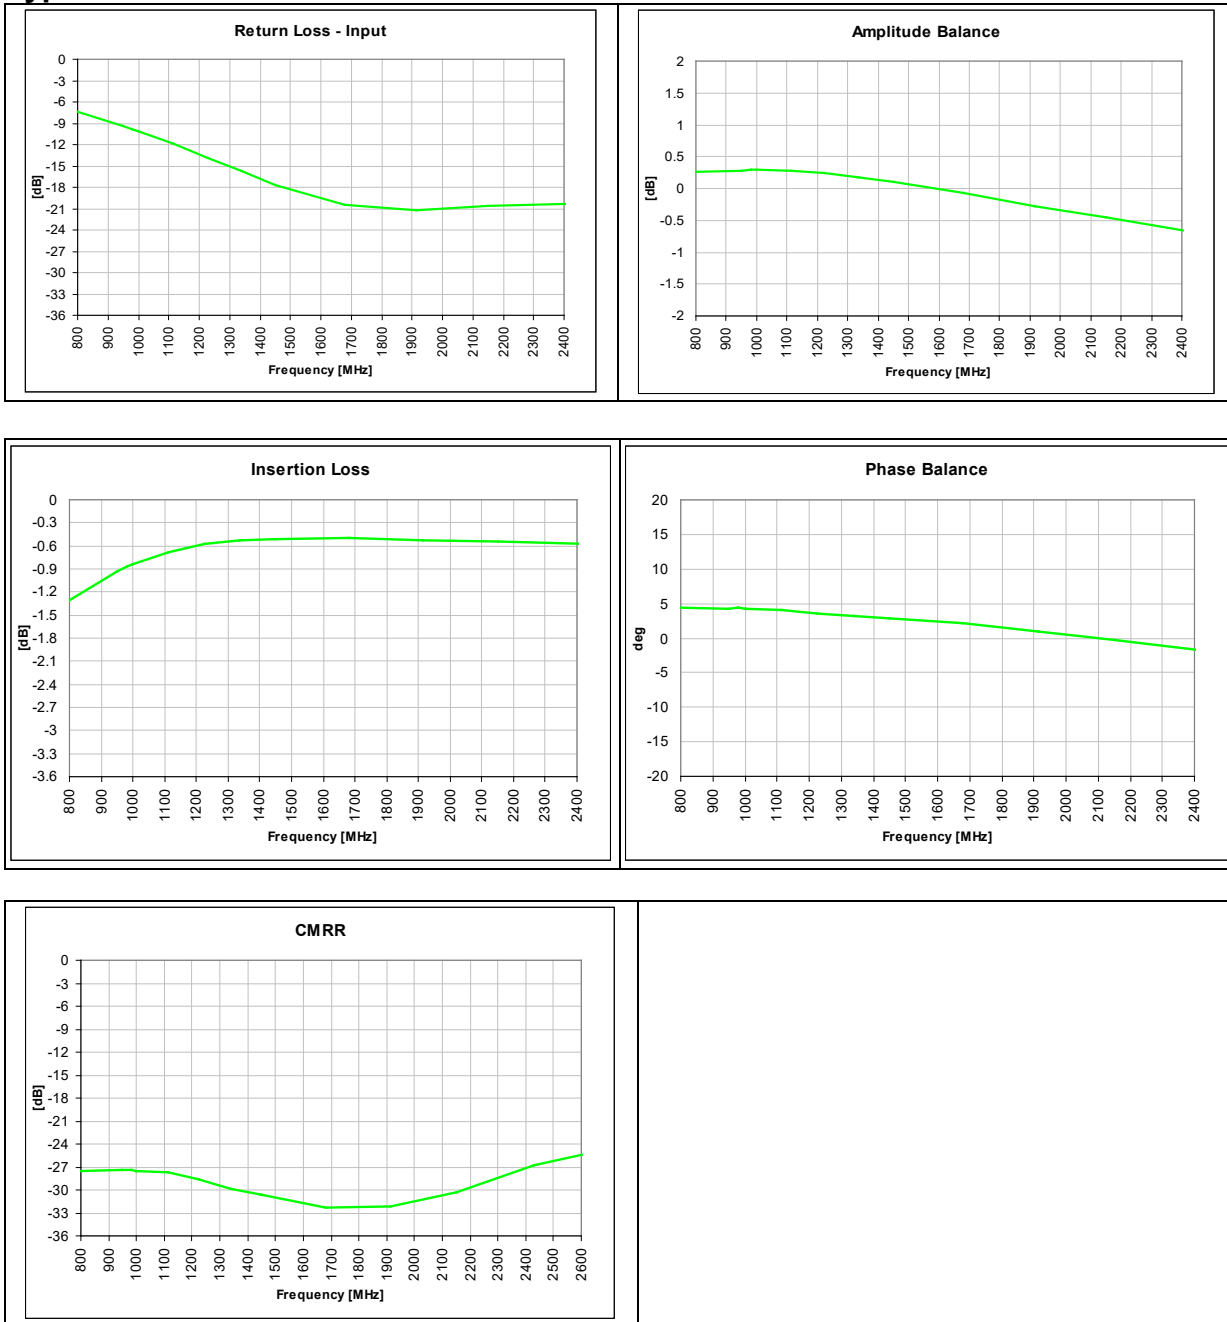 Return Loss - Input
0
-3
-6
-9
-12
-15
-18
-21
-24
-27
-30
-33
-36
[dB]
800 900 1000 1100 1200 1300 1400 1500 1600 1700 1800 1900 2000 2100 2200 2300 2400
Frequency [MHz]
Amplitude Balance
2
1.5
1
0.5
0
-0.5
-1
-1.5
-2
[dB]
800 900 1000 1100 1200 1300 1400 1500 1600 1700 1800 1900 2000 2100 2200 2300 2400
Frequency [MHz]
Insertion Loss
0
-0.3
-0.6
-0.9
-1.2
-1.5
-1.8
-2.1
-2.4
-2.7
-3
-3.3
-3.6
[dB]
800 900 1000 1100 1200 1300 1400 1500 1600 1700 1800 1900 2000 2100 2200 2300 2400
Frequency [MHz]
Phase Balance
20
15
10
5
0
-5
-10
-15
-20
deg
800 900 1000 1100 1200 1300 1400 1500 1600 1700 1800 1900 2000 2100 2200 2300 2400
Frequency [MHz]
CMRR
0
-3
-6
-9
-12
-15
-18
-21
-24
-27
-30
-33
-36
[dB]
800 900 1000 1100 1200 1300 1400 1500 1600 1700 1800 1900 2000 2100 2200 2300 2400 2500 2600
Frequency [MHz]